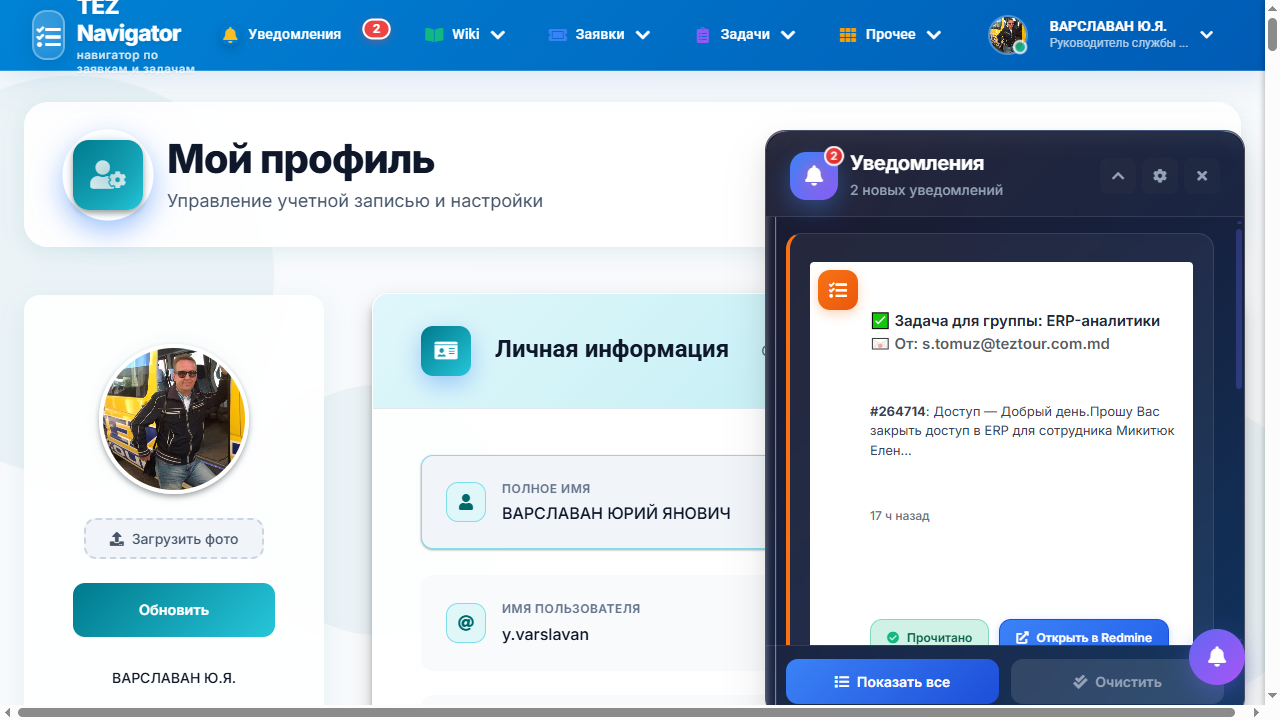 TEZ
Navigator
навигатор по
заявкам и задачам
Уведомления
2
Wiki
Заявки
Задачи
Прочее
ВАРСЛАВАН Ю.Я.
Руководитель службы ...
Мой профиль
Управление учетной записью и настройки
2
Уведомления
2 новых уведомлений
Задача для группы: ERP-аналитики
От: s.tomuz@teztour.com.md
#264714: Доступ — Добрый день.Прошу Вас
закрыть доступ в ERP для сотрудника Микитюк
Елен...
17 ч назад
Прочитано
Открыть в Redmine
Показать все
Очистить
Загрузить фото
Обновить
ВАРСЛАВАН Ю.Я.
Личная информация
ПОЛНОЕ ИМЯ
ВАРСЛАВАН ЮРИЙ ЯНОВИЧ
@
ИМЯ ПОЛЬЗОВАТЕЛЯ
y.varslavan